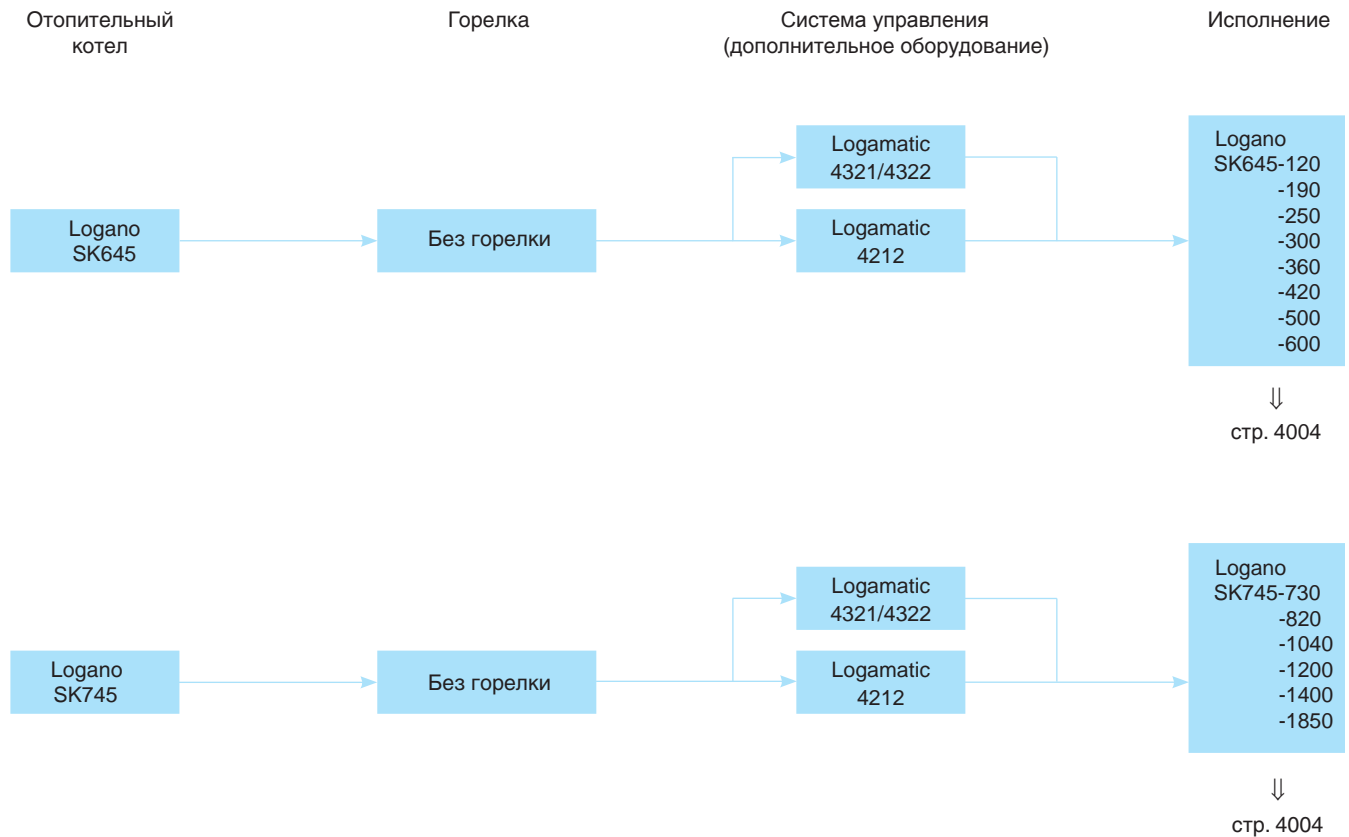 Отопительный
котел
Горелка
Система управления
(дополнительное оборудование)
Исполнение
Logano
SK645
Без горелки
Logamatic
4321/4322
Logamatic
4212
Logano
SK645-120
-190
-250
-300
-360
-420
-500
-600
⇓
стр. 4004
Logano
SK745
Без горелки
Logamatic
4321/4322
Logamatic
4212
Logano
SK745-730
-820
-1040
-1200
-1400
-1850
⇓
стр. 4004